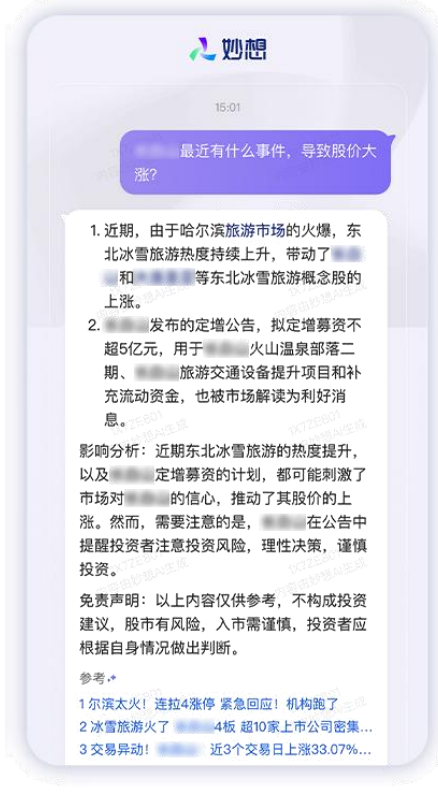 妙想
15:01
最近有什么事件，导致股价大
涨？
1. 近期，由于哈尔滨旅游市场的火爆，东
北冰雪旅游热度持续上升，带动了
和 等东北冰雪旅游概念股的
上涨。
2. 发布的定增公告，拟定增募资不
超5亿元，用于 火山温泉部落二
期、 旅游交通设备提升项目和补
充流动资金，也被市场解读为利好消
息。
影响分析：近期东北冰雪旅游的热度提升，
以及 定增募资的计划，都可能刺激了
市场对 的信心，推动了其股价的上
涨。然而，需要注意的是， 在公告中
提醒投资者注意投资风险，理性决策，谨慎
投资。
免责声明：以上内容仅供参考，不构成投资
建议，股市有风险，入市需谨慎，投资者应
根据自身情况做出判断。
参考
1 尔滨太火！连拉4涨停 紧急回应！机构跑了
2 冰雪旅游火了 4板 超10家上市公司密集...
3 交易异动！ ： 近3个交易日上涨33.07%...